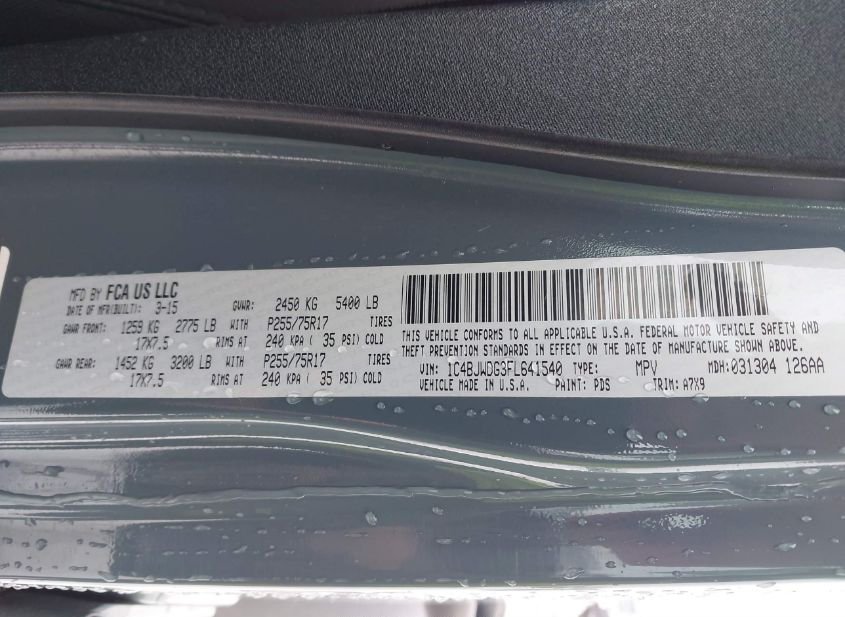 MFD BY FCA US LLC
DATE OF MFR(BUILT): 3-15 GVWR: 2450 KG 5400 LB
GAWR FRONT: 1259 KG 2775 LB WITH P255/75R17 TIRES
17X7.5 RIMS AT 240 KPA ( 35 PSI) COLD
GAWR REAR: 1452 KG 3200 LB WITH P255/75R17 TIRES
17X7.5 RIMS AT 240 KPA ( 35 PSI) COLD
THIS VEHICLE CONFORMS TO ALL APPLICABLE U.S.A. FEDERAL MOTOR VEHICLE SAFETY AND
THEFT PREVENTION STANDARDS IN EFFECT ON THE DATE OF MANUFACTURE SHOWN ABOVE.
VIN: 1C4BJWDG3FL641540 TYPE: MPV MDH: 031304 126AA
VEHICLE MADE IN U.S.A. PAINT: PDS TRIM: A7X9